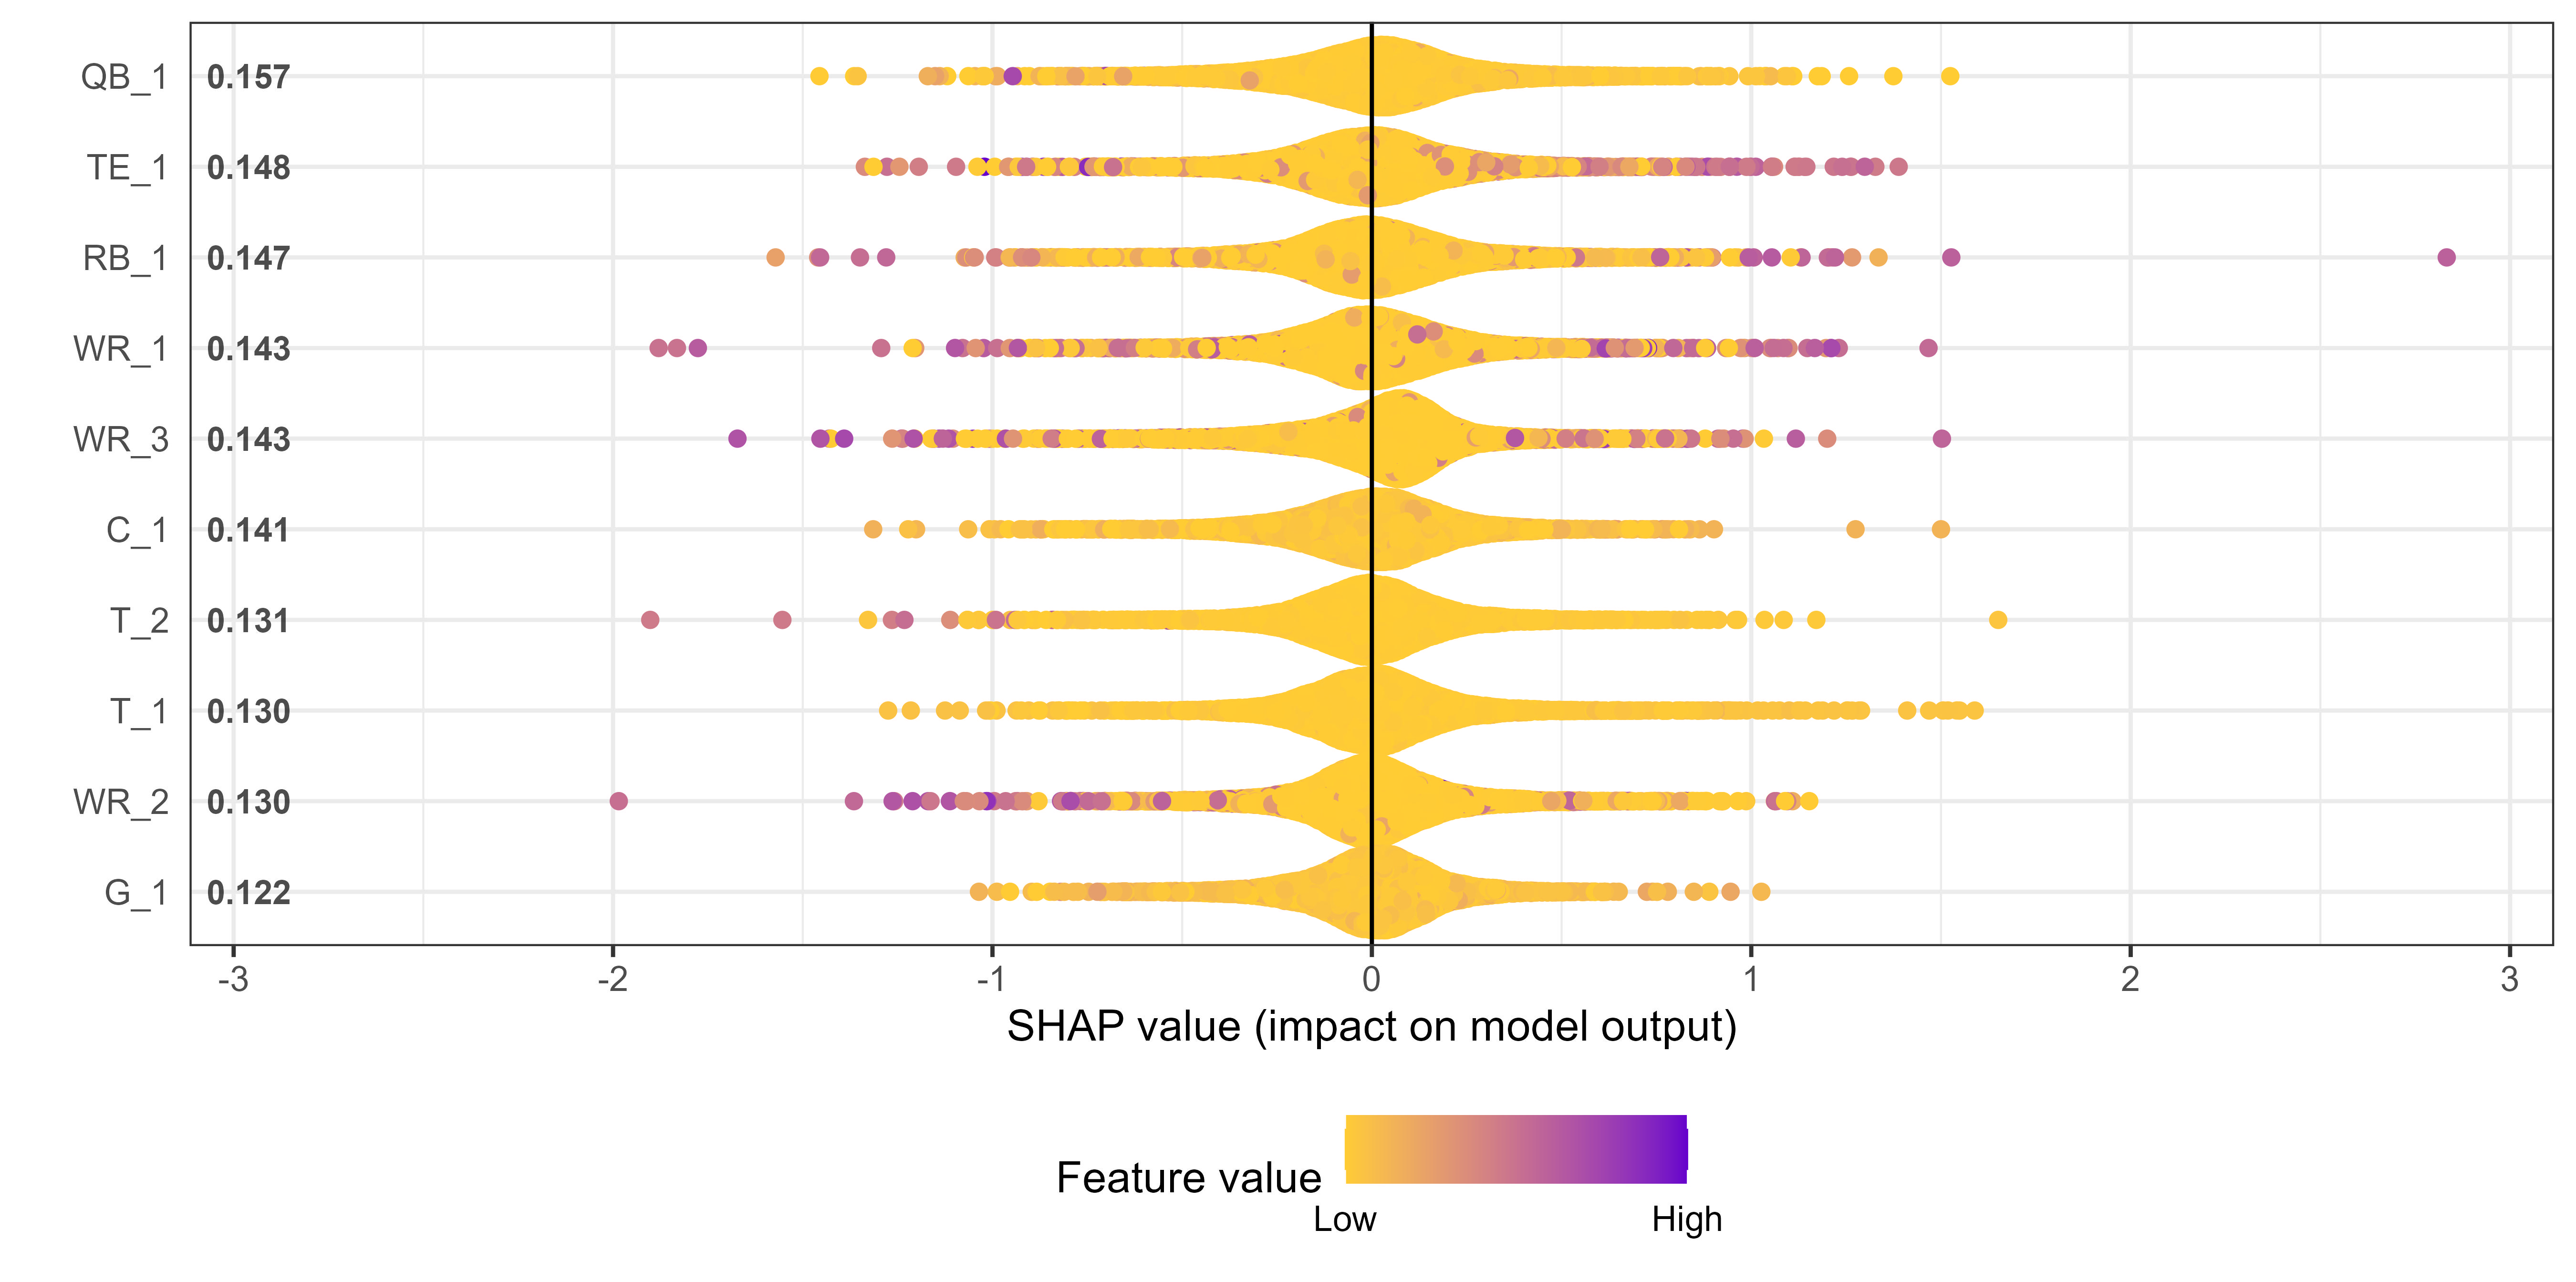 QB_1 0.157
TE_1 0.148
RB_1 0.147
WR_1 0.143
WR_3 0.143
C_1 0.141
T_2 0.131
T_1 0.130
WR_2 0.130
G_1 0.122
-3 -2 -1 0 1 2 3
SHAP value (impact on model output)
Feature value
Low High